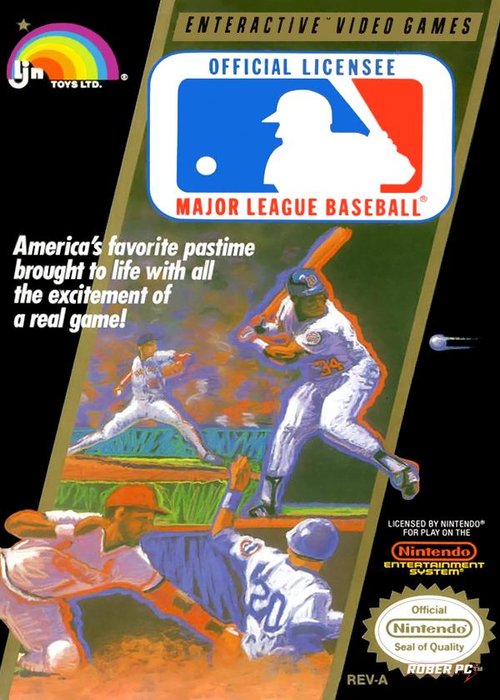 ENTERACTIVE™ VIDEO GAMES
ljn
TOYS LTD.®
OFFICIAL LICENSEE
MAJOR LEAGUE BASEBALL®
America's favorite pastime
brought to life with all
the excitement of
a real game!
34
20
LICENSED BY NINTENDO®
FOR PLAY ON THE
Nintendo
ENTERTAINMENT
SYSTEM®
Official
Nintendo
Seal of Quality
ROBER PC™
REV-A